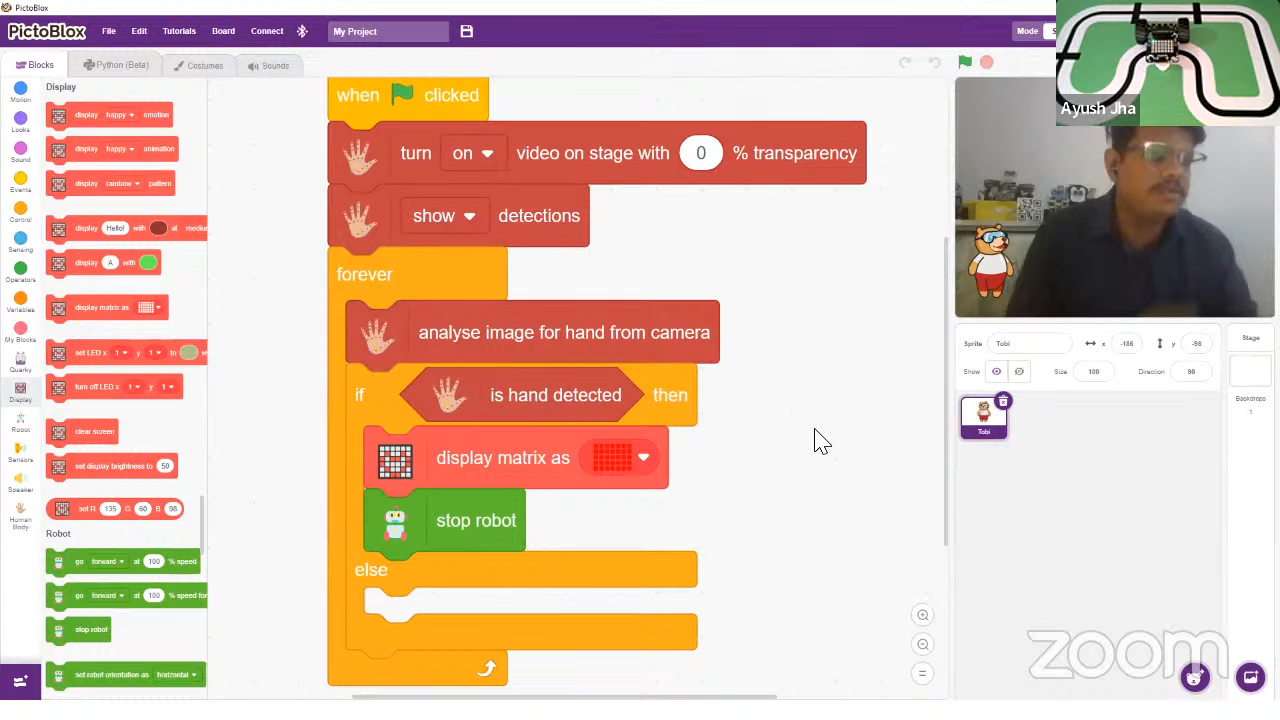 PictoBlox
PictoBlox File Edit Tutorials Board Connect My Project Mode
Ayush Jha
Blocks Python (Beta) Costumes Sounds
Motion
Looks
Sound
Events
Control
Sensing
Operators
Variables
My Blocks
Quarky
Display
Robot
Sensors
Speaker
Human Body
Display
display happy emotion
display happy animation
display rainbow pattern
display Hello! with at
display A with
display matrix as
set LED x 1 y 1 to
turn off LED x 1 y 1
clear screen
set display brightness to 50
set R 135 G 60 B 98
Robot
go forward at 100 % speed
go forward at 100 % speed
stop robot
set robot orientation as horizontal
when clicked
turn on video on stage with 0 % transparency
show detections
forever
analyse image for hand from camera
if is hand detected then
display matrix as
stop robot
else
Sprite Tobi x -186 y -98
Show Size 100 Direction 90
Tobi
Stage
Backdrops
1
zoom